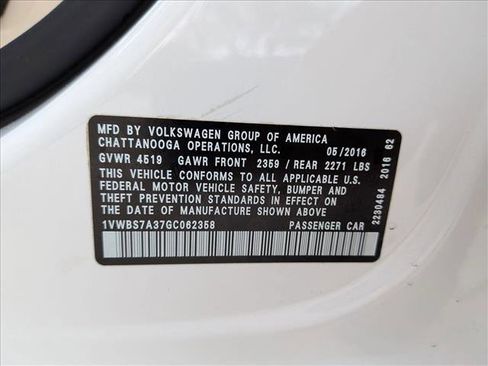 MFD BY VOLKSWAGEN GROUP OF AMERICA
CHATTANOOGA OPERATIONS, LLC. 05/2016
GVWR 4519 GAWR FRONT 2359 / REAR 2271 LBS
THIS VEHICLE CONFORMS TO ALL APPLICABLE U.S.
FEDERAL MOTOR VEHICLE SAFETY, BUMPER AND
THEFT PREVENTION STANDARDS IN EFFECT ON
THE DATE OF MANUFACTURE SHOWN ABOVE.
1VWBS7A37GC062358 PASSENGER CAR
2230484 2016 62